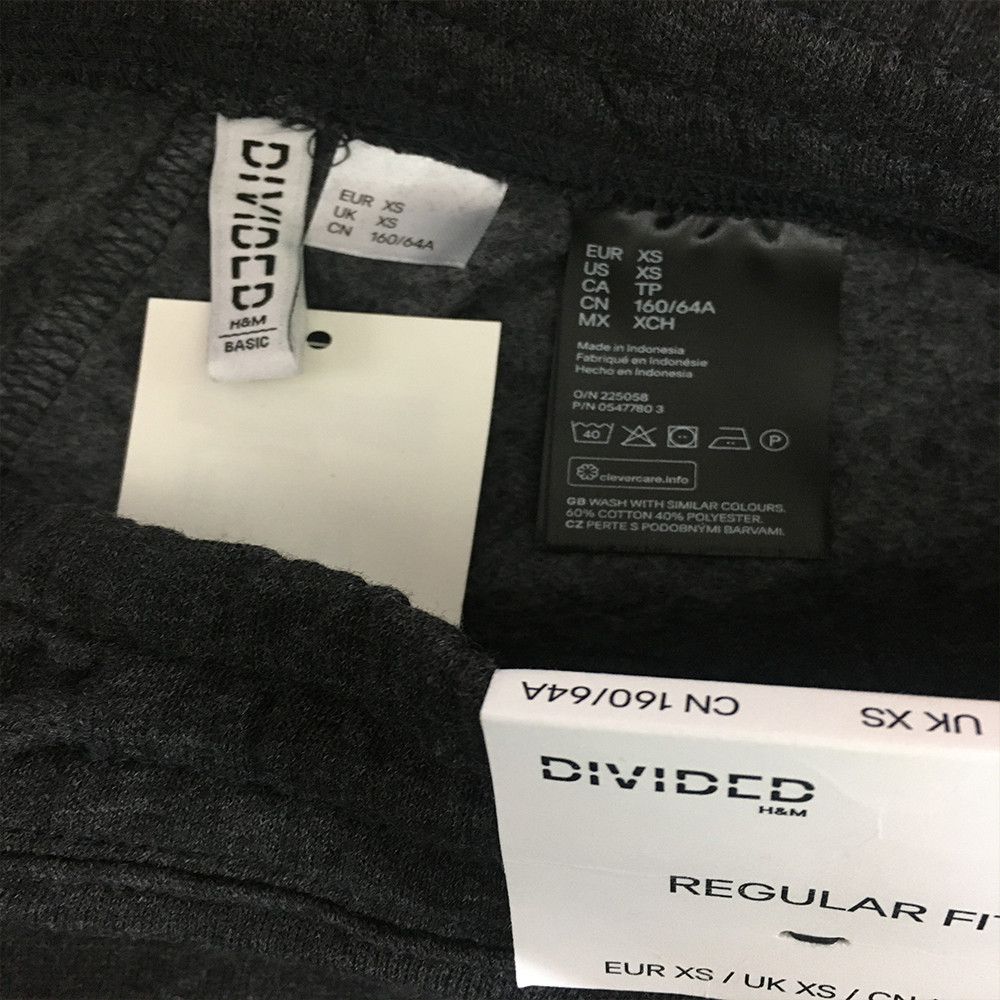 DIVIDED
H&M
BASIC
EUR XS
UK XS
CN 160/64A
EUR XS
US XS
CA TP
CN 160/64A
MX XCH
Made in Indonesia
Fabriqué en Indonésie
Hecho en Indonesia
O/N 225058
P/N 0547780 3
40
P
clevercare.info
GB WASH WITH SIMILAR COLOURS.
60% COTTON 40% POLYESTER.
CZ PERTE S PODOBNÝMI BARVAMI.
UK XS CN 160/64A
DIVIDED
H&M
REGULAR FI
EUR XS / UK XS / CN